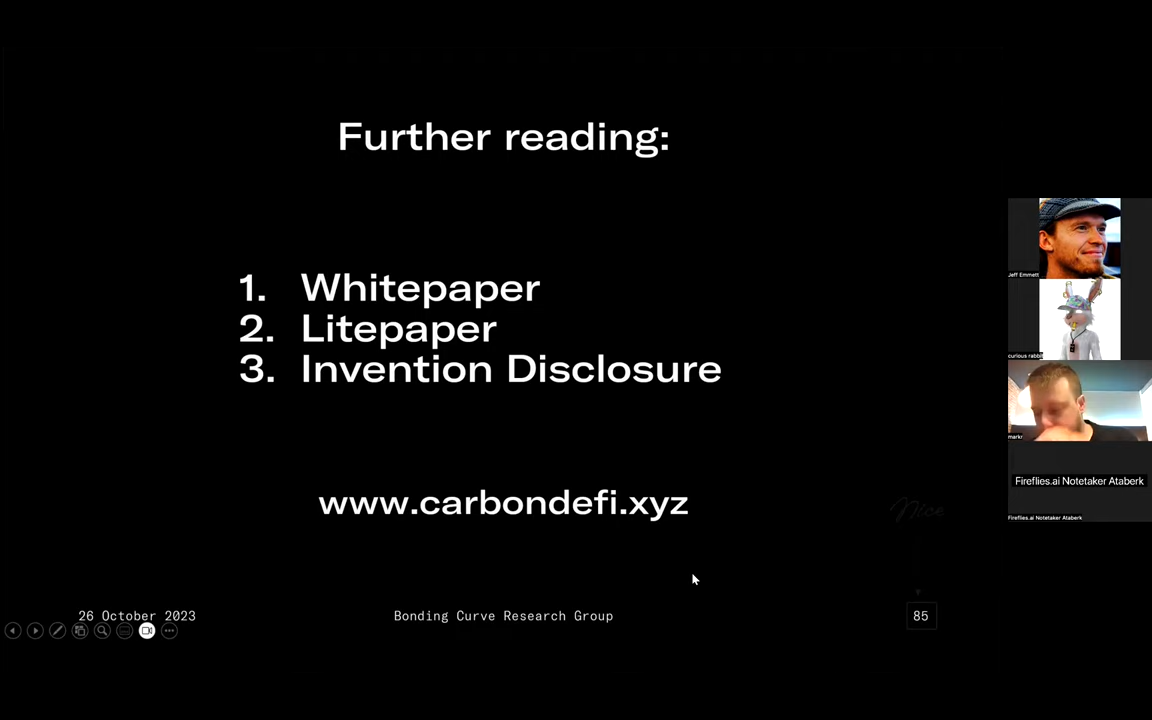 Further reading:
1. Whitepaper
2. Litepaper
3. Invention Disclosure
www.carbondefi.xyz
Nice
26 October 2023
Bonding Curve Research Group
85
Jeff Emmett
curious rabbit
markr
Fireflies.ai Notetaker Ataberk
Fireflies.ai Notetaker Ataberk